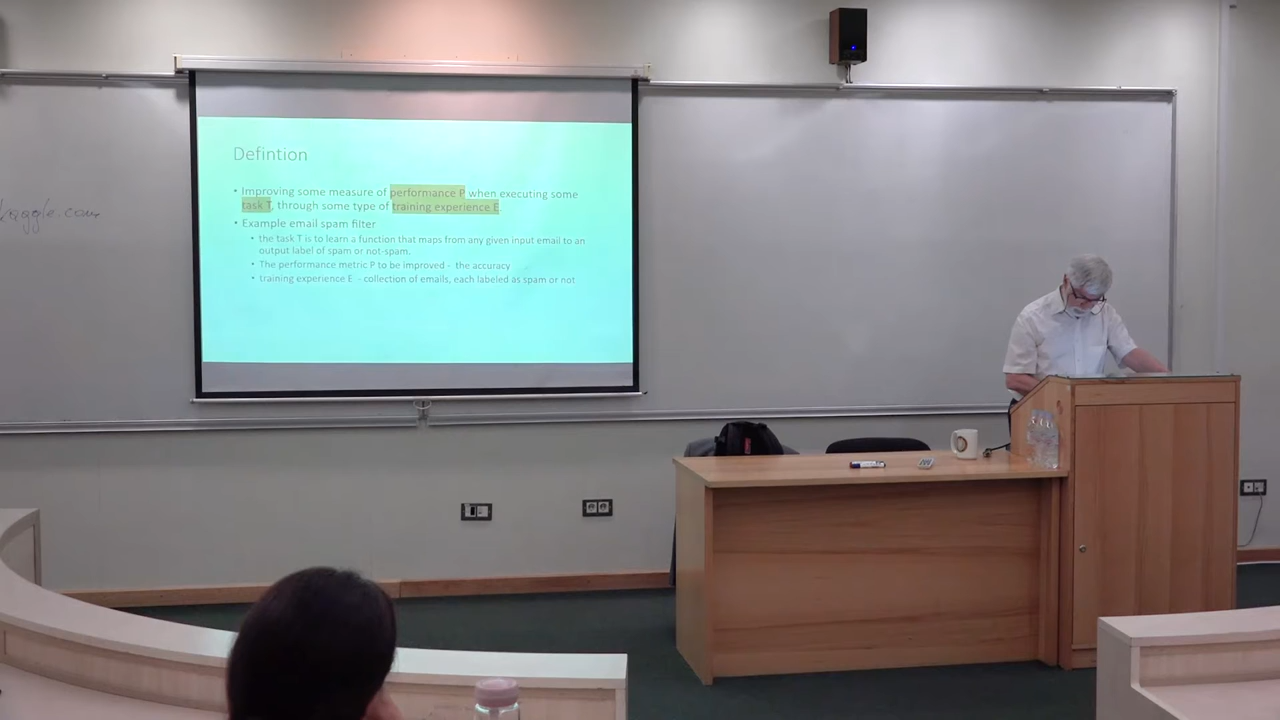 kaggle.com
Defintion
• Improving some measure of performance P when executing some
task T, through some type of training experience E.
• Example email spam filter
• the task T is to learn a function that maps from any given input email to an
output label of spam or not-spam.
• The performance metric P to be improved - the accuracy
• training experience E - collection of emails, each labeled as spam or not